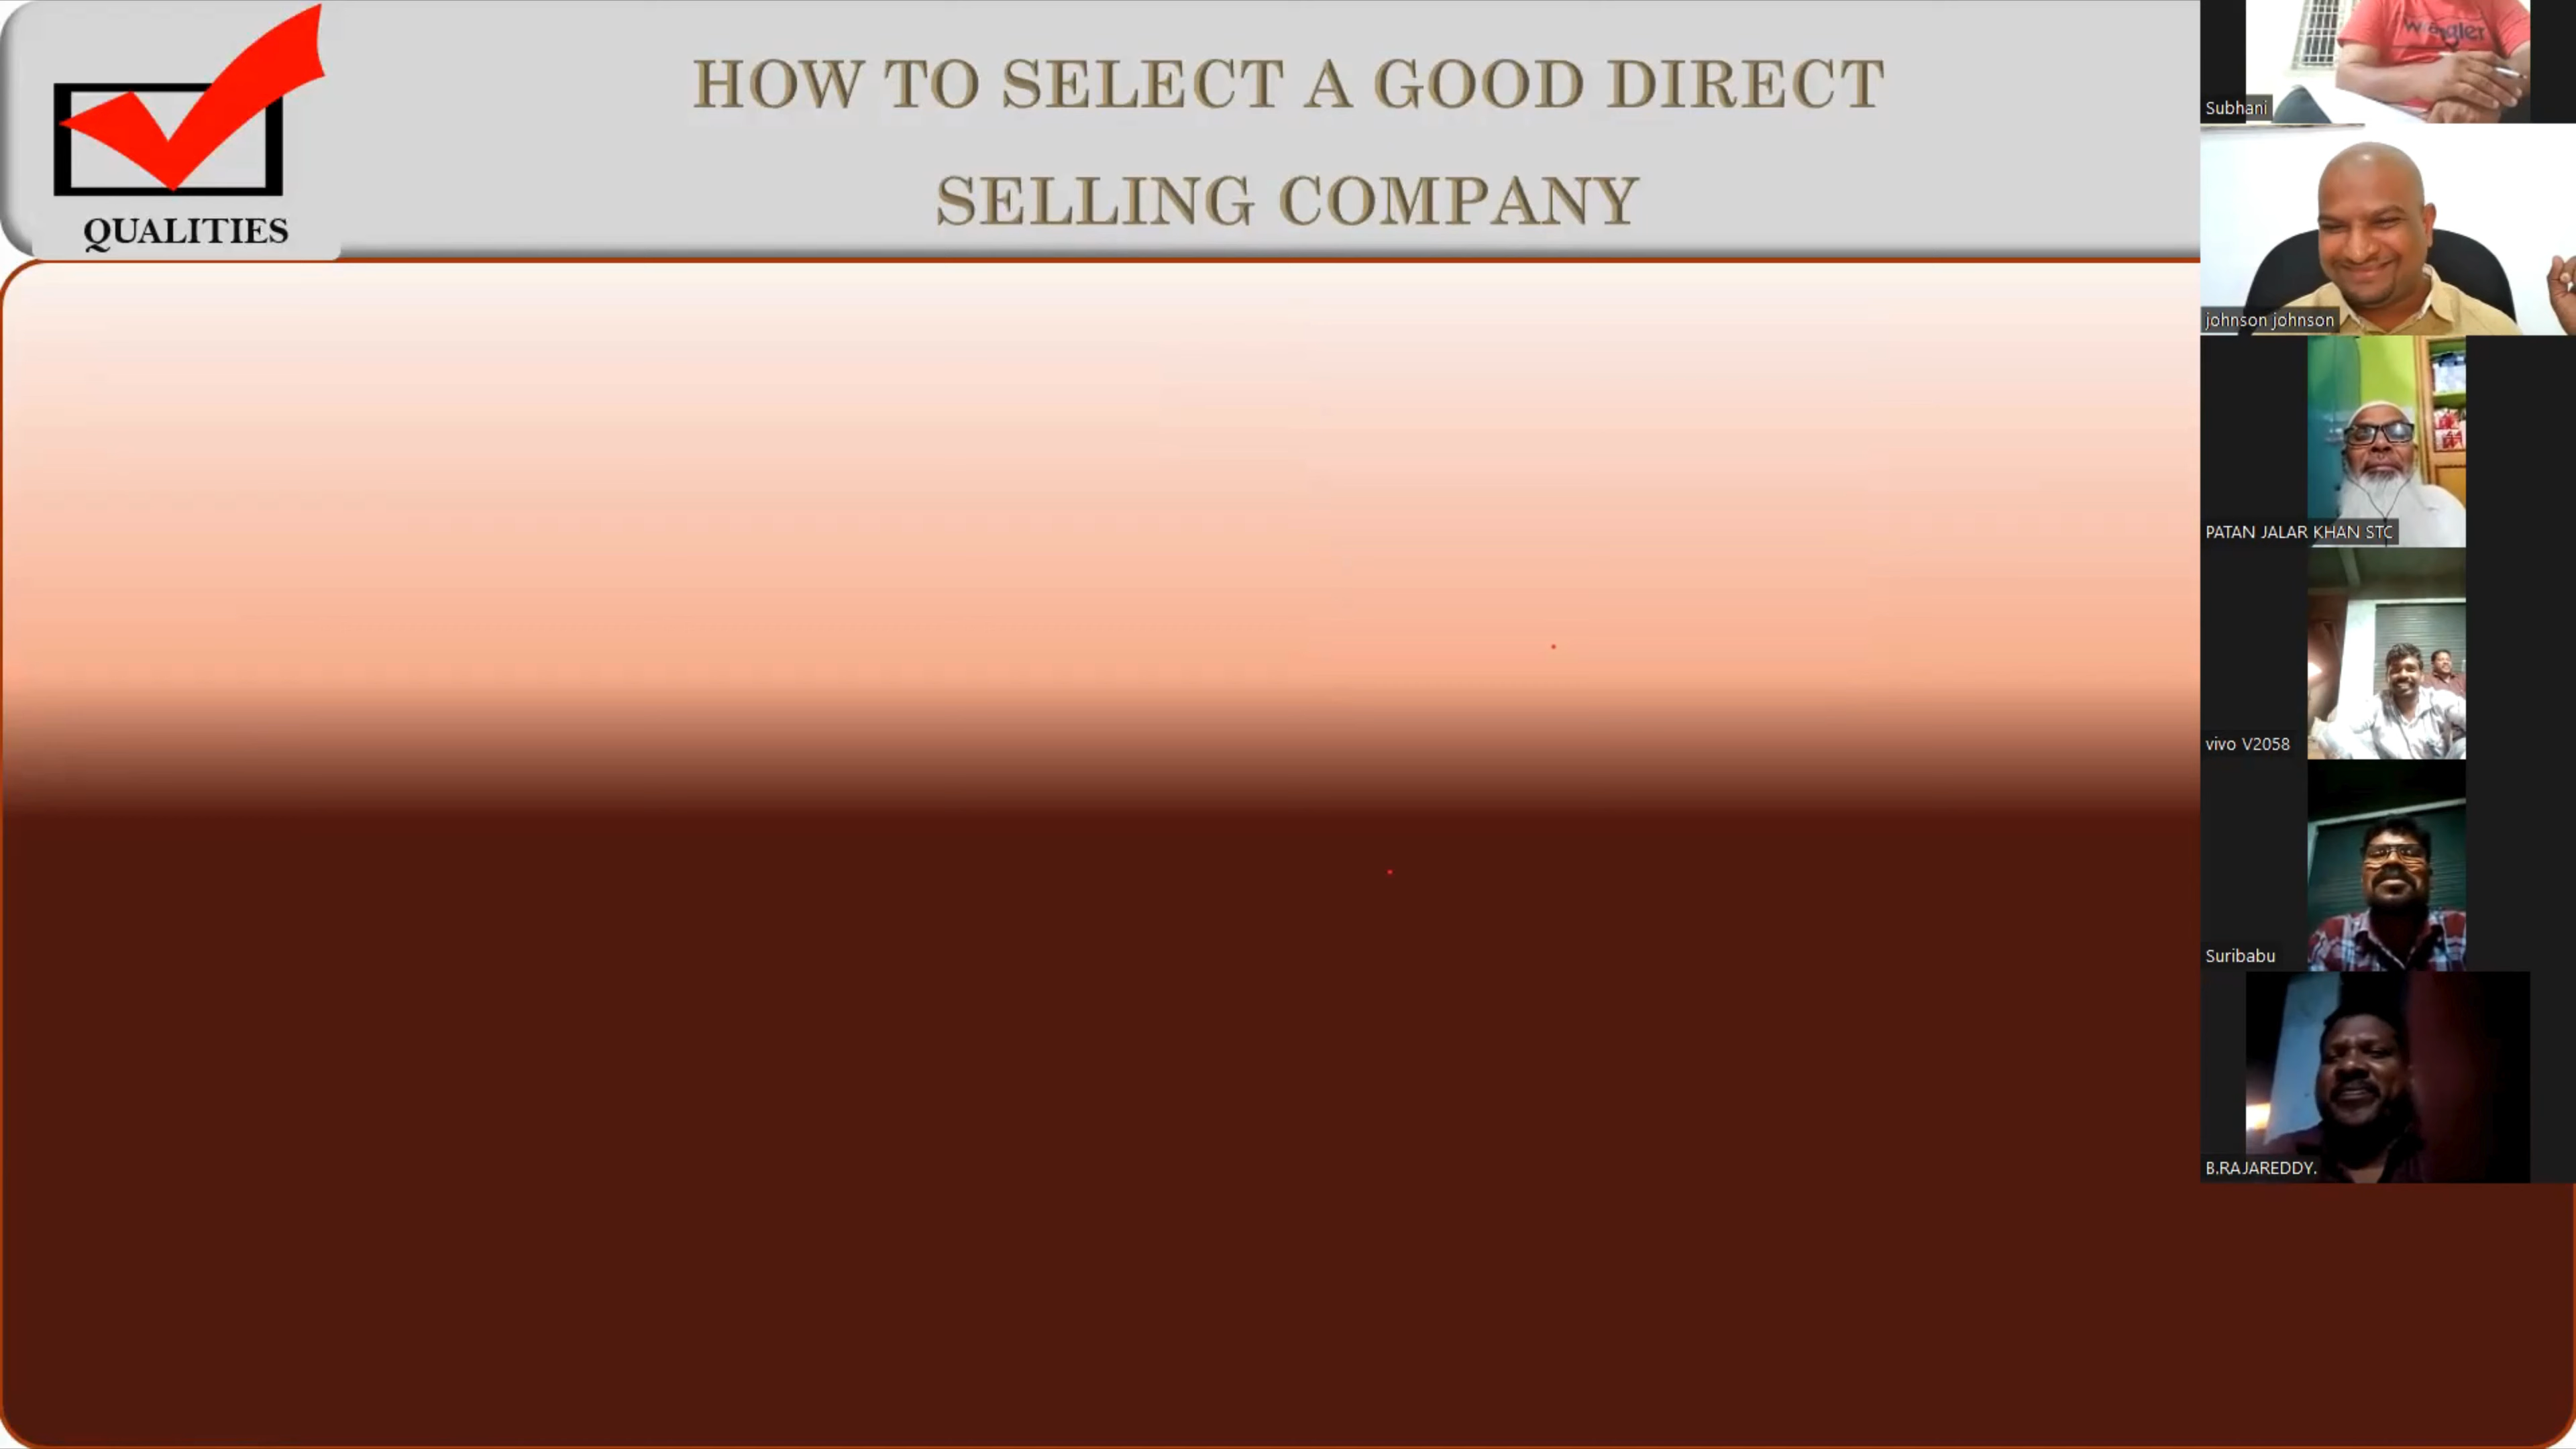 HOW TO SELECT A GOOD DIRECT
SELLING COMPANY
QUALITIES
Wrangler
Subhani
johnson johnson
PATAN JALAR KHAN STC
vivo V2058
Suribabu
B.RAJAREDDY.